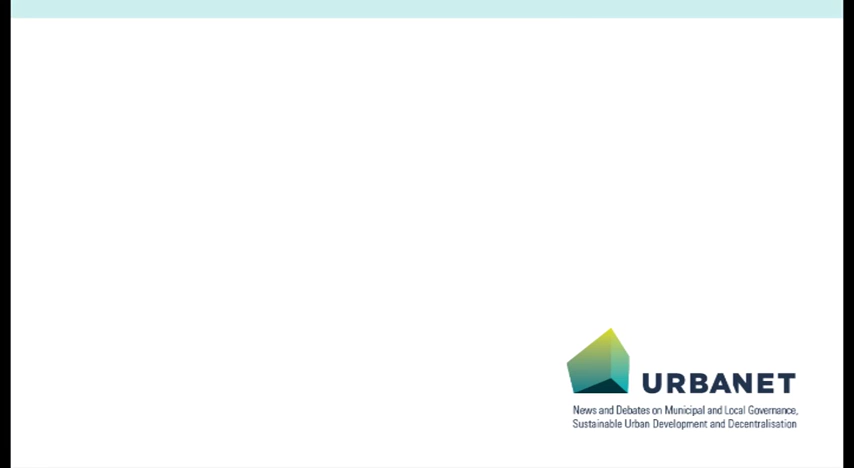 URBANET
News and Debates on Municipal and Local Governance,
Sustainable Urban Development and Decentralisation